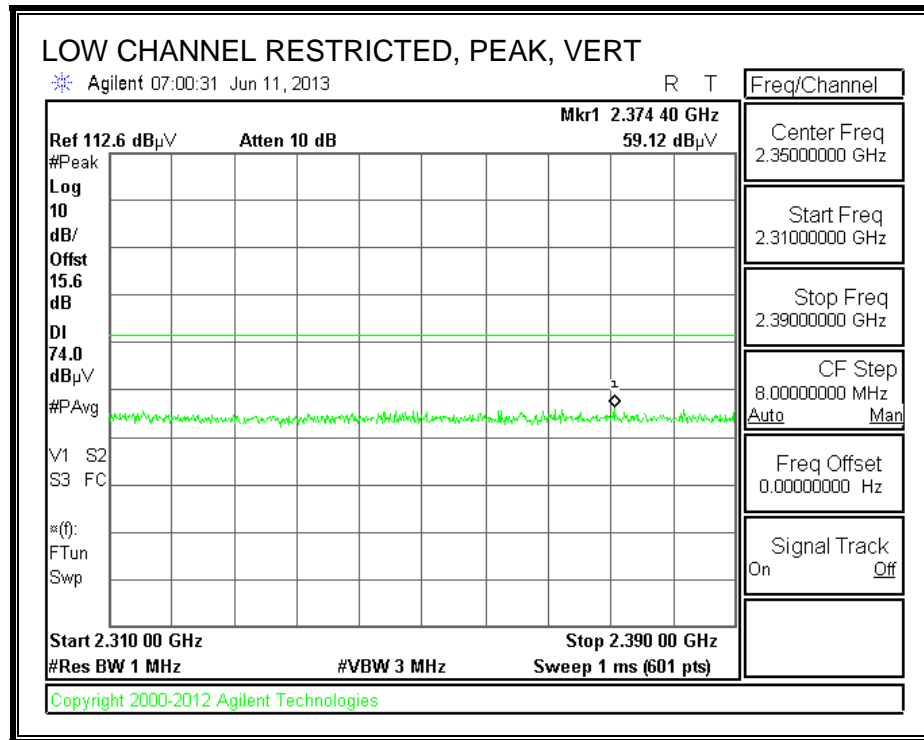 LOW CHANNEL RESTRICTED, PEAK, VERT
Agilent 07:00:31 Jun 11, 2013 R T
Mkr1 2.374 40 GHz
Ref 112.6 dBµV Atten 10 dB 59.12 dBµV
#Peak
Log
10
dB/
Offst
15.6
dB
DI
74.0
dBµV
#PAvg
1
V1 S2
S3 FC
¤(f):
FTun
Swp
Start 2.310 00 GHz Stop 2.390 00 GHz
#Res BW 1 MHz #VBW 3 MHz Sweep 1 ms (601 pts)
Copyright 2000-2012 Agilent Technologies
Freq/Channel
Center Freq
2.35000000 GHz
Start Freq
2.31000000 GHz
Stop Freq
2.39000000 GHz
CF Step
8.00000000 MHz
Auto Man
Freq Offset
0.00000000 Hz
Signal Track
On Off